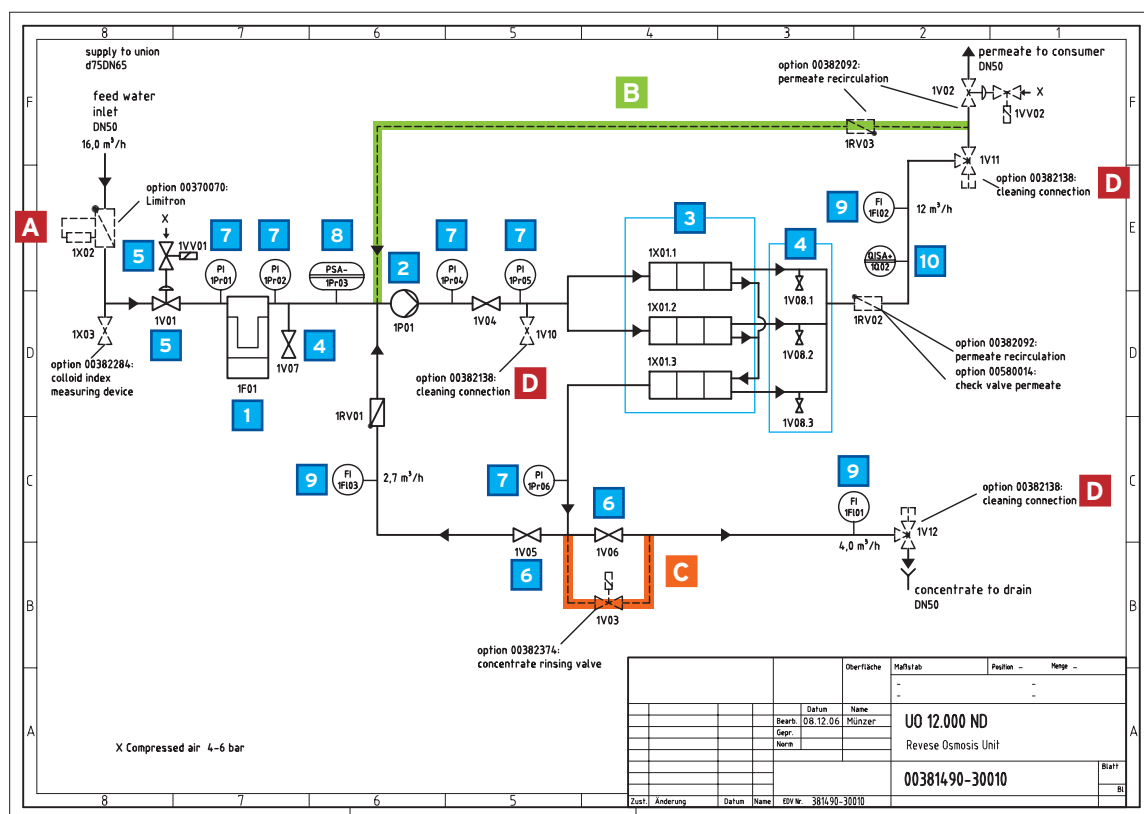 8 7 6 5 4 3 2 1
F
E
D
C
B
A
supply to union
d75DN65
feed water
inlet
DN50
16,0 m³/h
A
option 00370070:
Limitron
1X02
X
5
1VV01
7
PI
1Pr01
7
PI
1Pr02
8
PSA-
1Pr03
2
1P01
7
PI
1Pr04
7
PI
1Pr05
1V04
1V10
option 00382138:
cleaning connection
D
1X03
option 00382284:
colloid index
measuring device
1V01
5
1F01
1
4
1V07
B
option 00382092:
permeate recirculation
1RV03
permeate to consumer
DN50
1V02
X
1VV02
1V11
option 00382138:
cleaning connection
D
9
FI
1FI02
12 m³/h
QISA+
1Q02
10
3
1X01.1
1X01.2
1X01.3
4
1V08.1
1V08.2
1V08.3
1RV02
option 00382092:
permeate recirculation
option 00580014:
check valve permeate
1RV01
9
FI
1FI03
2,7 m³/h
7
PI
1Pr06
6
1V05
6
1V06
C
1V03
option 00382374:
concentrate rinsing valve
9
FI
1FI01
4,0 m³/h
option 00382138:
cleaning connection
D
1V12
concentrate to drain
DN50
X Compressed air 4-6 bar
Oberfläche
Maßstab
Position –
Menge –
– –
– –
Datum Name
Bearb. 08.12.06 Münzer
Gepr.
Norm
UO 12.000 ND
Revese Osmosis Unit
00381490-30010
Blatt
Bl
Zust. Änderung Datum Name EDV Nr. 381490-30010
F
E
D
C
B
A
8 7 6 5 4 3 2 1